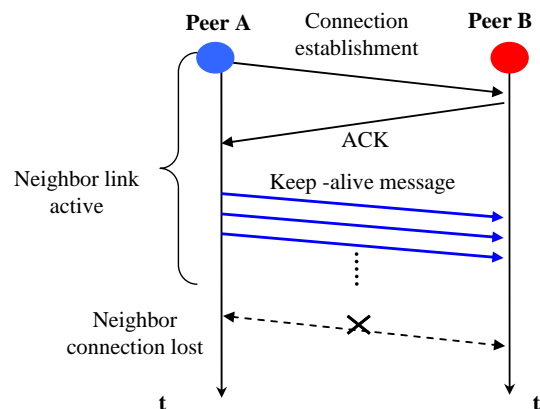 Peer A
Connection
establishment
Peer B
ACK
Neighbor link
active
Keep -alive message
Neighbor
connection lost
t
t